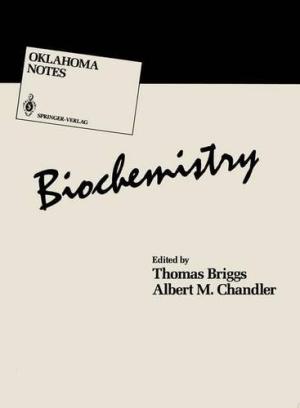 OKLAHOMA
NOTES
SPRINGER-VERLAG
Biochemistry
Edited by
Thomas Briggs
Albert M. Chandler